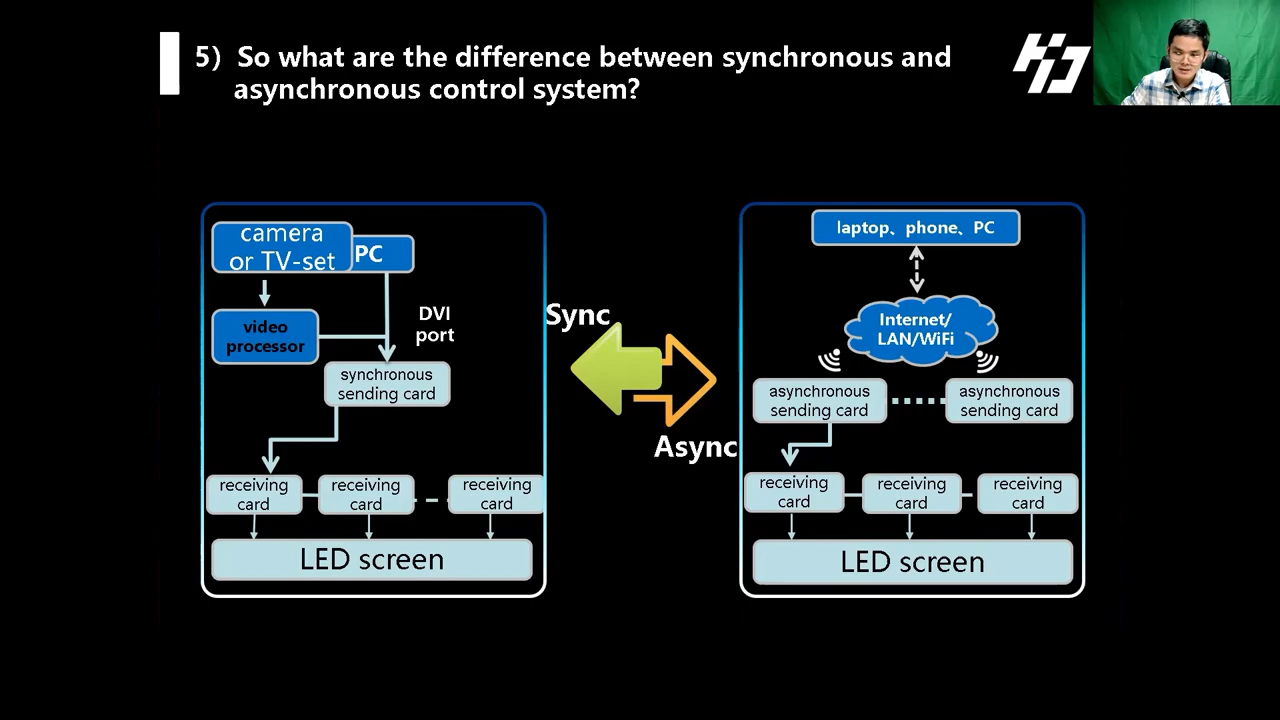 5) So what are the difference between synchronous and
asynchronous control system?
camera
or TV-set
PC
video
processor
DVI
port
synchronous
sending card
receiving
card
receiving
card
receiving
card
LED screen
Sync
Async
laptop、phone、PC
Internet/
LAN/WiFi
asynchronous
sending card
asynchronous
sending card
receiving
card
receiving
card
receiving
card
LED screen